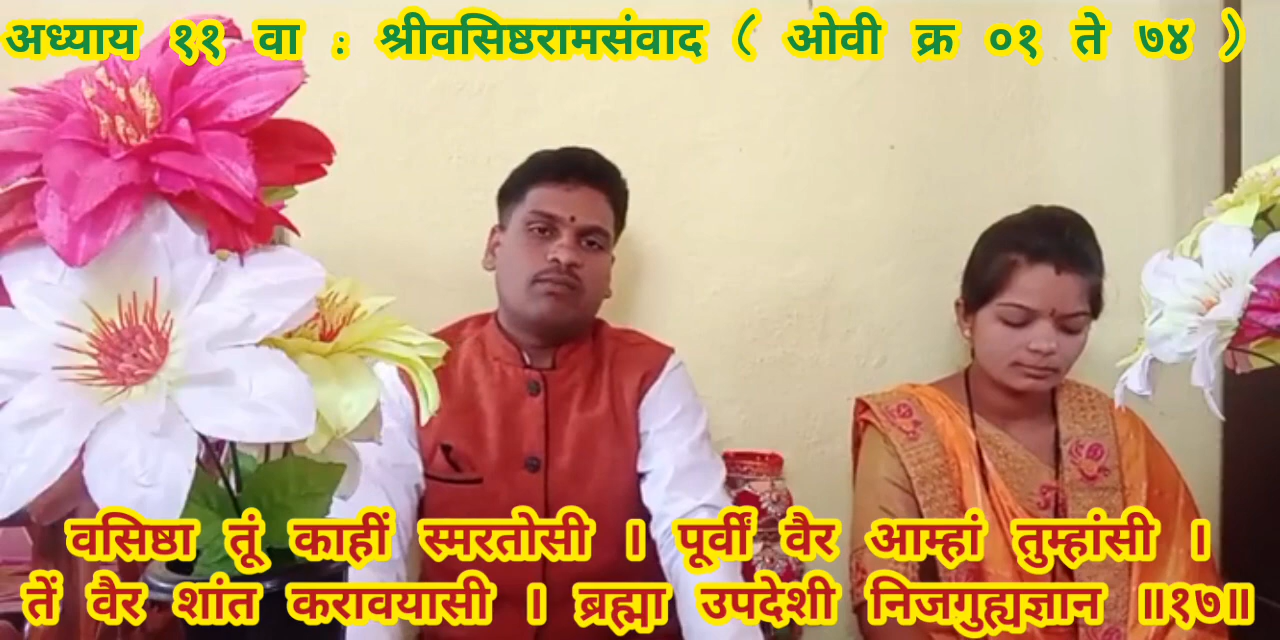 अध्याय ११ वा : श्रीवसिष्ठरामसंवाद ( ओवी क्र ०१ ते ७४ )
वसिष्ठा तूं काहीं स्मरतोसी । पूर्वीं वैर आम्हां तुम्हांसी ।
तें वैर शांत करावयासी । ब्रह्मा उपदेशी निजगुह्यज्ञान ॥१७॥